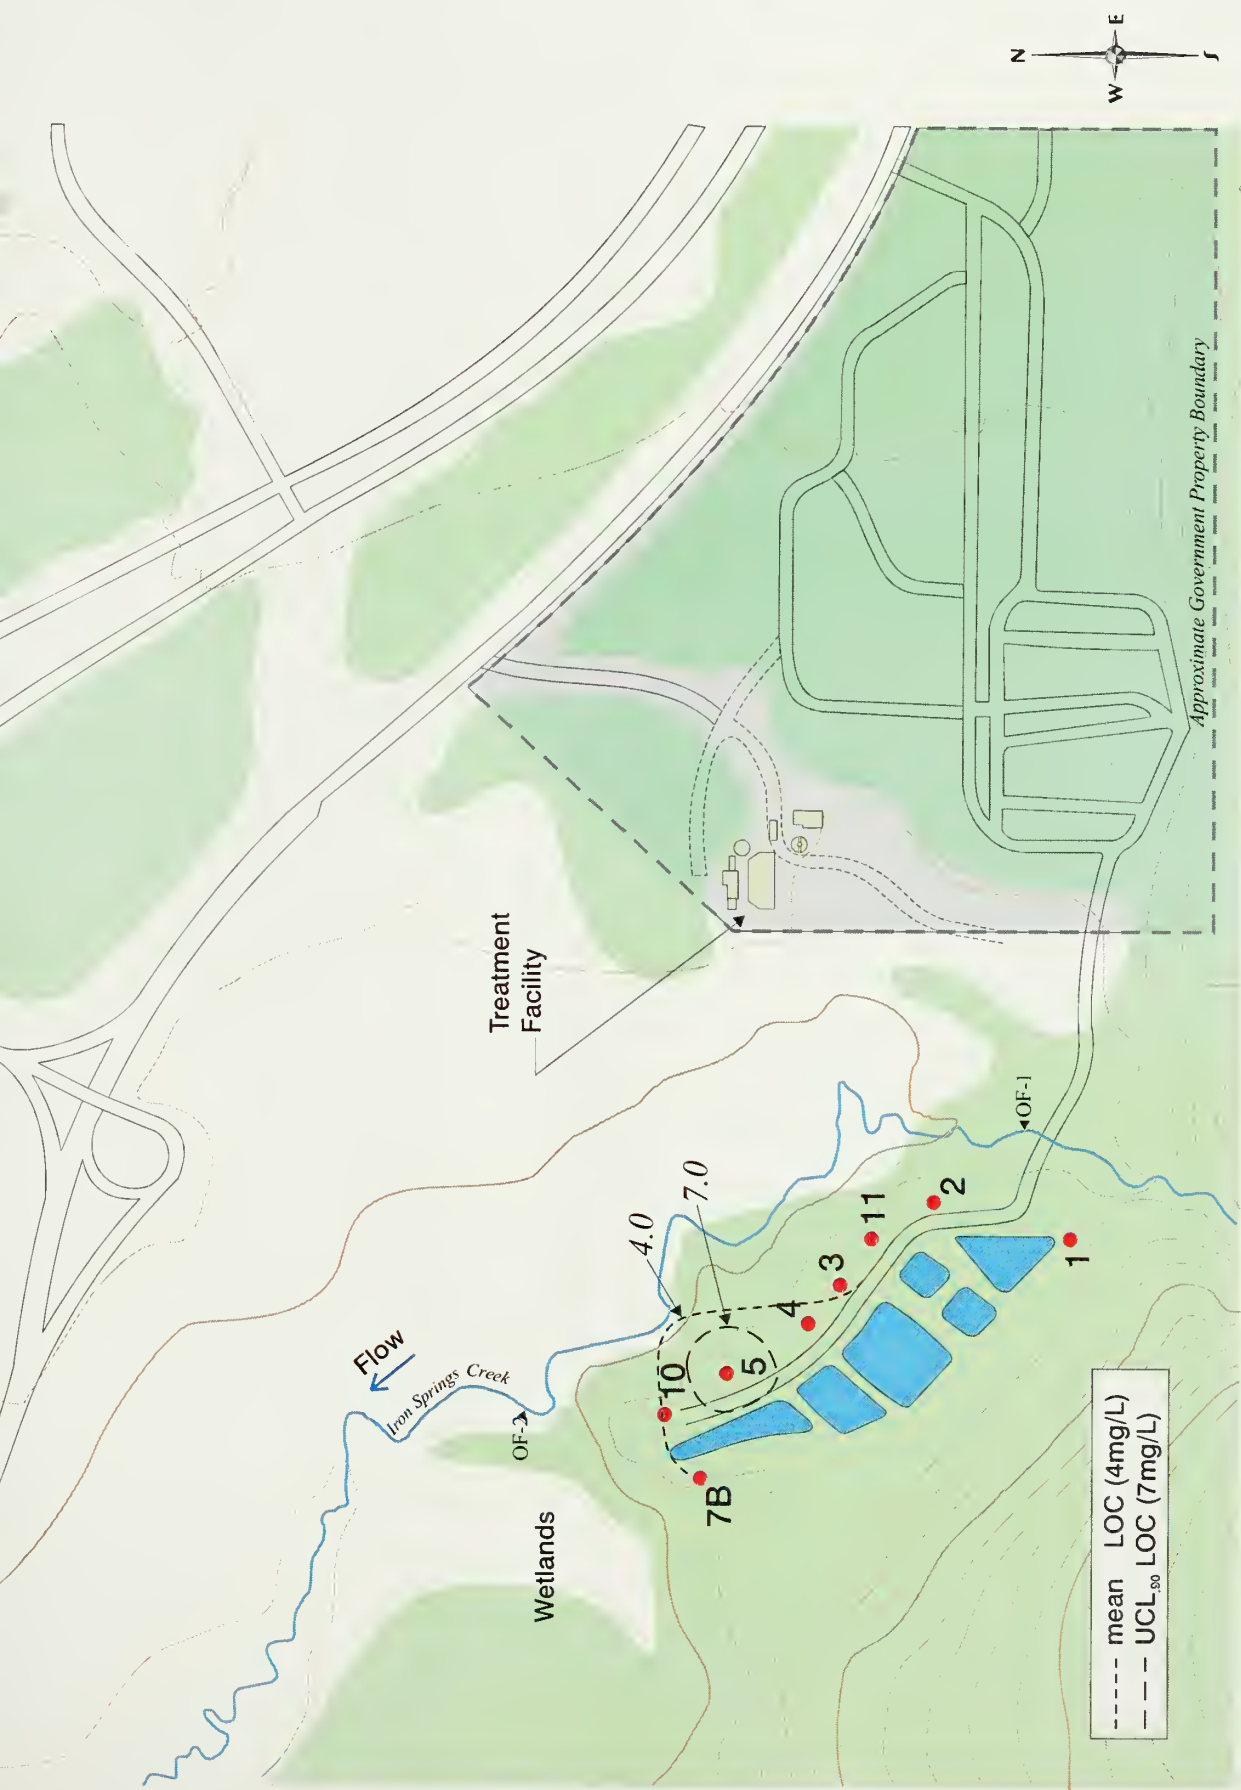 N
E
W
S
Approximate Government Property Boundary
Treatment
Facility
OF-1
7.0
4.0
2
11
1
3
4
Flow
Iron Springs Creek
10
5
OF-2
7B
Wetlands
mean LOC (4mg/L)
UCL.90 LOC (7mg/L)